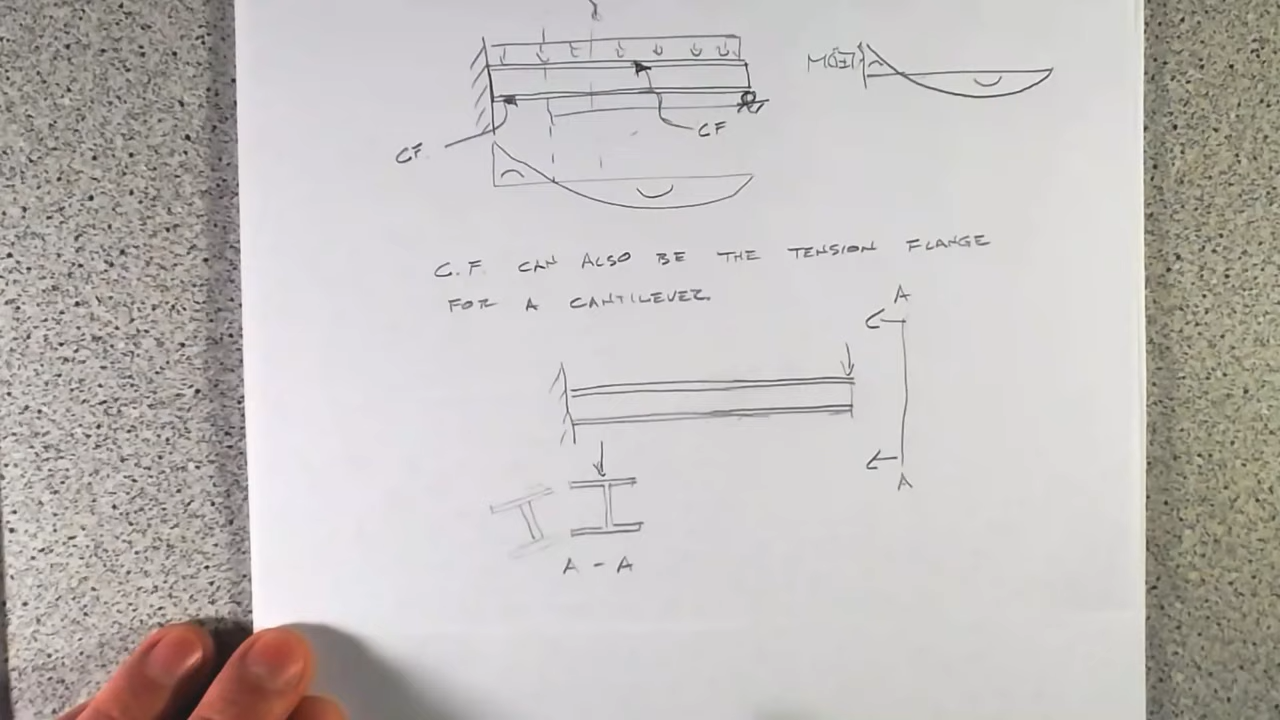 CF
CF
C.F. CAN ALSO BE THE TENSION FLANGE
FOR A CANTILEVER.
A
A
A - A